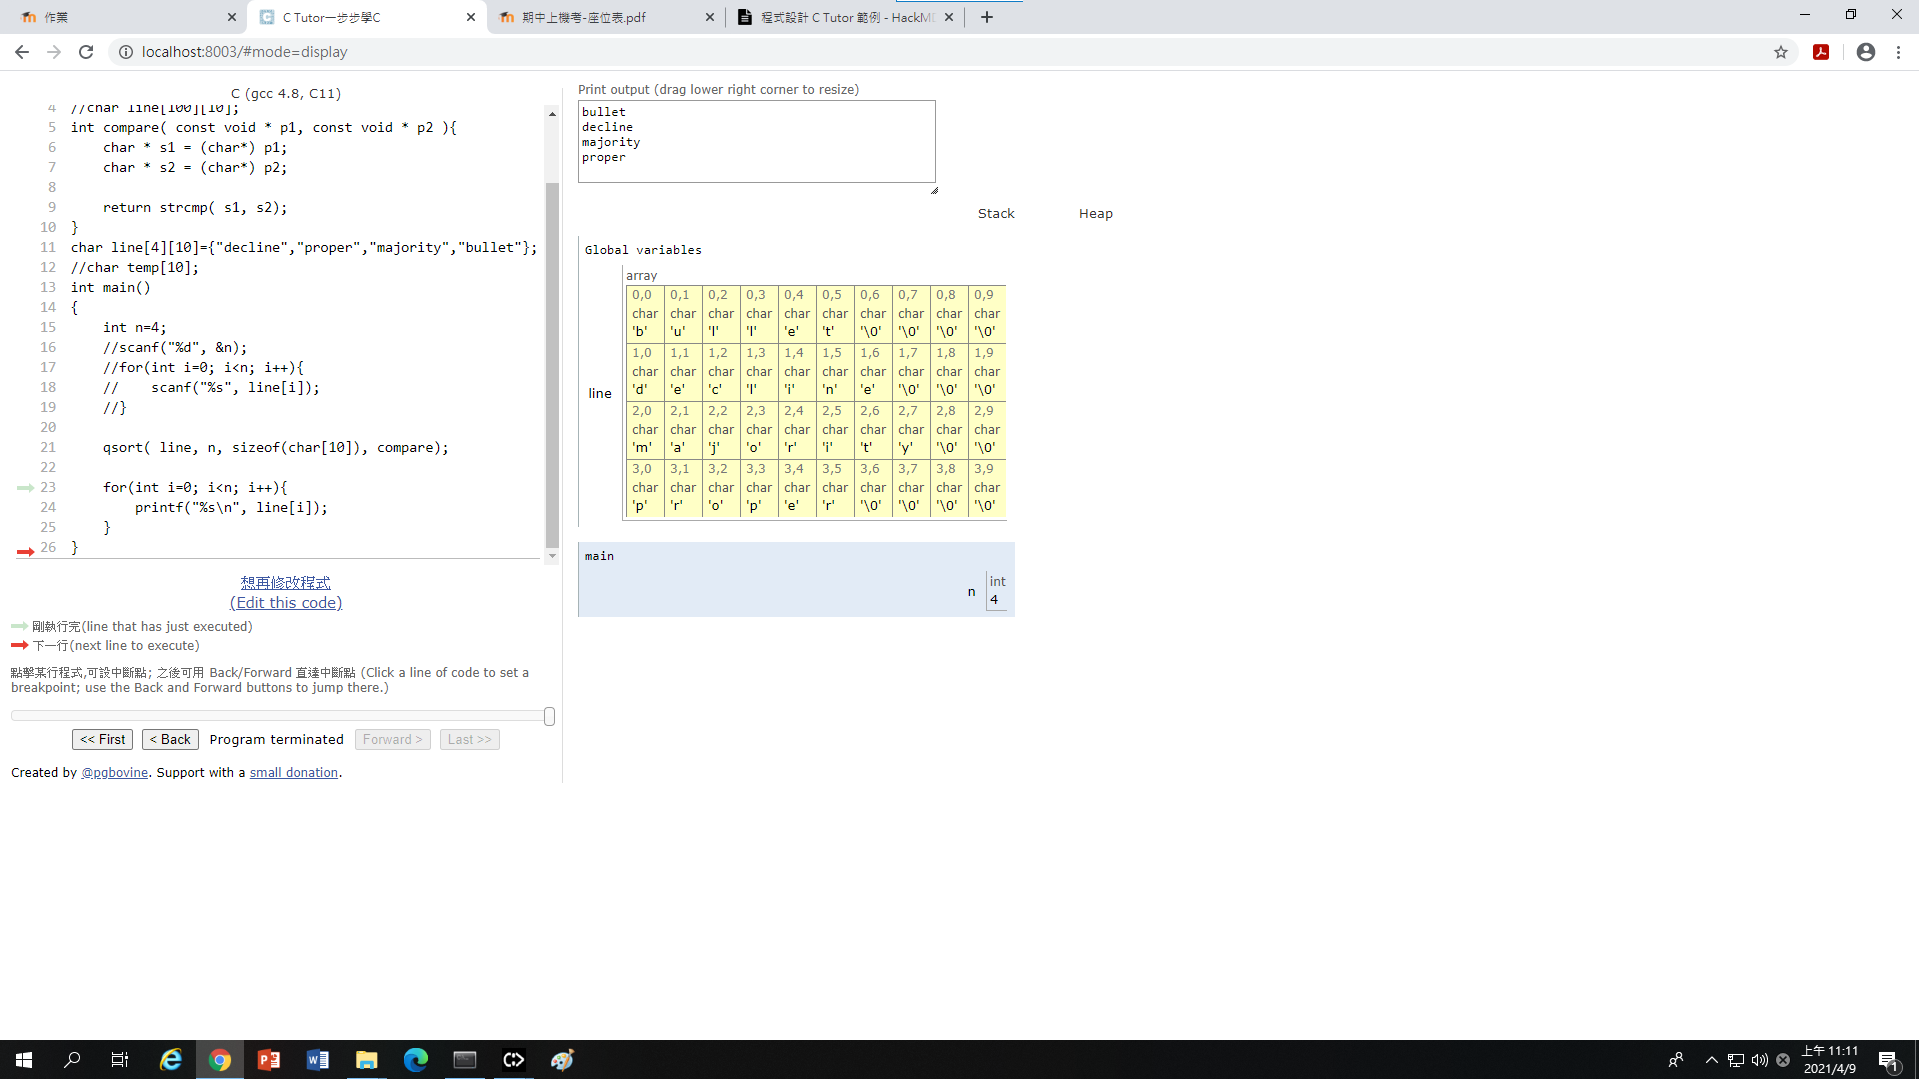 作業
C Tutor一步步學C
期中上機考-座位表.pdf
程式設計 C Tutor 範例 - HackM
localhost:8003/#mode=display
C (gcc 4.8, C11)
4 //char line[100][10];
5 int compare( const void * p1, const void * p2 ){
6 char * s1 = (char*) p1;
7 char * s2 = (char*) p2;
8
9 return strcmp( s1, s2);
10 }
11 char line[4][10]={"decline","proper","majority","bullet"};
12 //char temp[10];
13 int main()
14 {
15 int n=4;
16 //scanf("%d", &n);
17 //for(int i=0; i<n; i++){
18 // scanf("%s", line[i]);
19 //}
20
21 qsort( line, n, sizeof(char[10]), compare);
22
23 for(int i=0; i<n; i++){
24 printf("%s\n", line[i]);
25 }
26 }
想再修改程式
(Edit this code)
剛執行完(line that has just executed)
下一行(next line to execute)
點擊某行程式,可設中斷點; 之後可用 Back/Forward 直達中斷點 (Click a line of code to set a
breakpoint; use the Back and Forward buttons to jump there.)
<< First < Back Program terminated Forward > Last >>
Created by @pgbovine. Support with a small donation.
Print output (drag lower right corner to resize)
bullet
decline
majority
proper
Stack Heap
Global variables
array
line
0,0 0,1 0,2 0,3 0,4 0,5 0,6 0,7 0,8 0,9
char char char char char char char char char char
'b' 'u' 'l' 'l' 'e' 't' '\0' '\0' '\0' '\0'
1,0 1,1 1,2 1,3 1,4 1,5 1,6 1,7 1,8 1,9
char char char char char char char char char char
'd' 'e' 'c' 'l' 'i' 'n' 'e' '\0' '\0' '\0'
2,0 2,1 2,2 2,3 2,4 2,5 2,6 2,7 2,8 2,9
char char char char char char char char char char
'm' 'a' 'j' 'o' 'r' 'i' 't' 'y' '\0' '\0'
3,0 3,1 3,2 3,3 3,4 3,5 3,6 3,7 3,8 3,9
char char char char char char char char char char
'p' 'r' 'o' 'p' 'e' 'r' '\0' '\0' '\0' '\0'
main
int
n 4
上午 11:11
2021/4/9
1